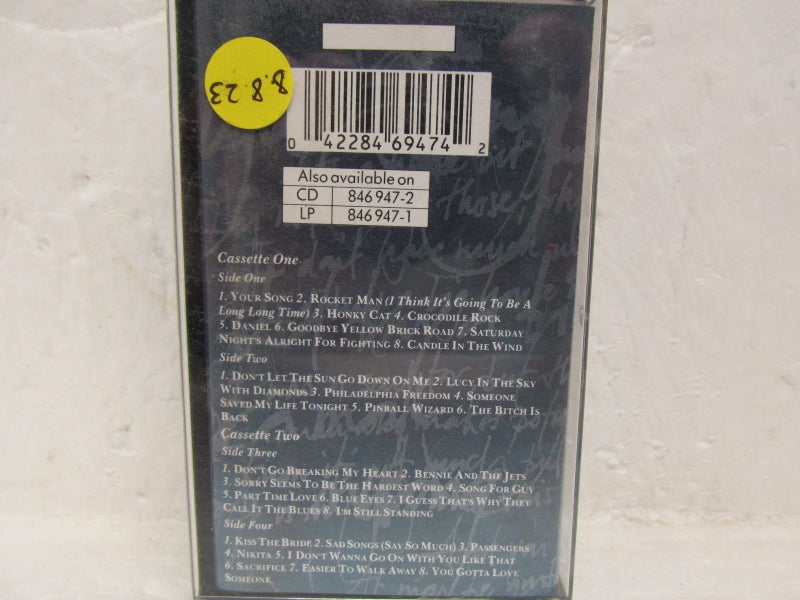 8.8.23
0 42284 69474 2
Also available on
CD 846 947-2
LP 846 947-1
Cassette One
Side One
1. YOUR SONG 2. ROCKET MAN (I Think It's Going To Be A
Long Long Time) 3. HONKY CAT 4. CROCODILE ROCK
5. DANIEL 6. GOODBYE YELLOW BRICK ROAD 7. SATURDAY
NIGHT'S ALRIGHT FOR FIGHTING 8. CANDLE IN THE WIND
Side Two
1. DON'T LET THE SUN GO DOWN ON ME 2. LUCY IN THE SKY
WITH DIAMONDS 3. PHILADELPHIA FREEDOM 4. SOMEONE
SAVED MY LIFE TONIGHT 5. PINBALL WIZARD 6. THE BITCH IS
BACK
Cassette Two
Side Three
1. DON'T GO BREAKING MY HEART 2. BENNIE AND THE JETS
3. SORRY SEEMS TO BE THE HARDEST WORD 4. SONG FOR GUY
5. PART TIME LOVE 6. BLUE EYES 7. I GUESS THAT'S WHY THEY
CALL IT THE BLUES 8. I'M STILL STANDING
Side Four
1. KISS THE BRIDE 2. SAD SONGS (SAY SO MUCH) 3. PASSENGERS
4. NIKITA 5. I DON'T WANNA GO ON WITH YOU LIKE THAT
6. SACRIFICE 7. EASIER TO WALK AWAY 8. YOU GOTTA LOVE
SOMEONE